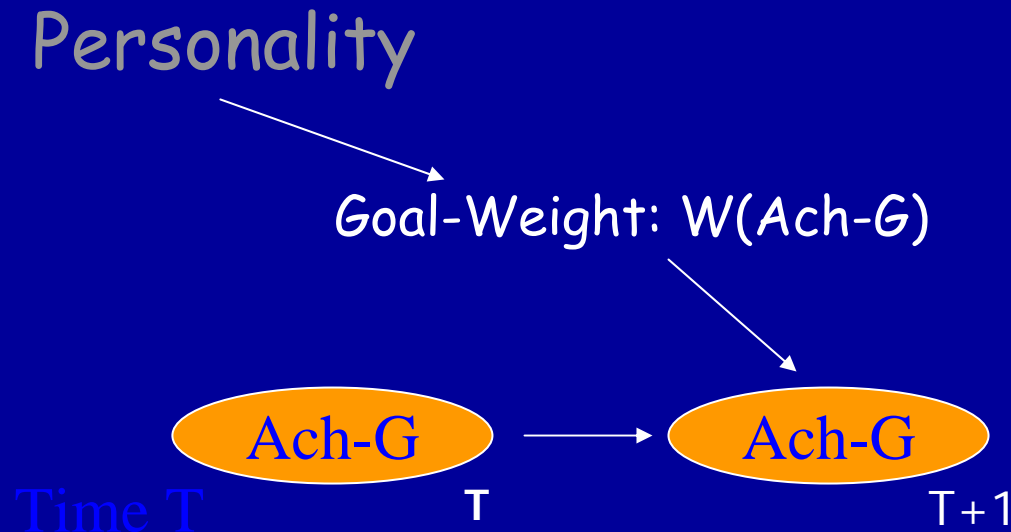 Personality
Goal-Weight: W(Ach-G)
Ach-G
Ach-G
Time T
T
T+1